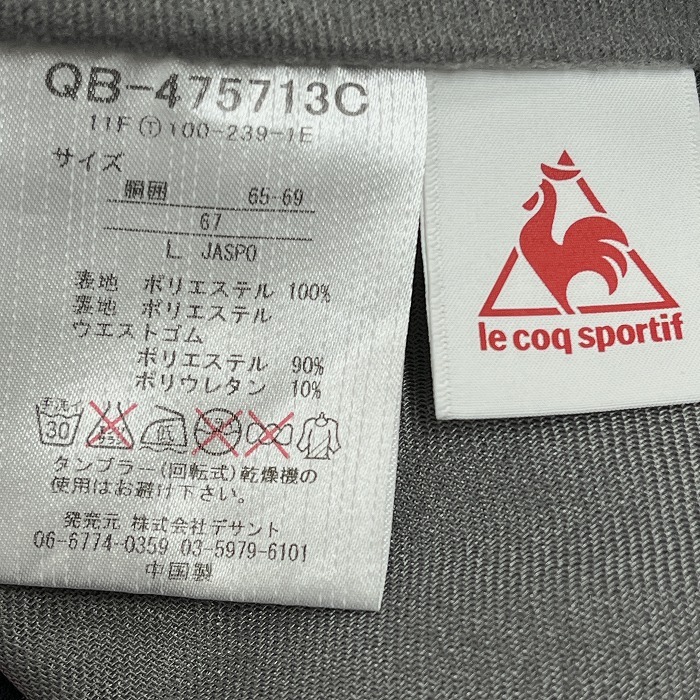 QB-475713C
11F Ⓣ 100-239-1E
サイズ
胴囲 65-69
67
L JASPO
表地 ポリエステル 100%
裏地 ポリエステル
ウエストゴム
ポリエステル 90%
ポリウレタン 10%
手洗イ
30
低
タンブラー(回転式)乾燥機の
使用はお避け下さい。
発売元 株式会社デサント
06-6774-0359 03-5979-6101
中国製
le coq sportif